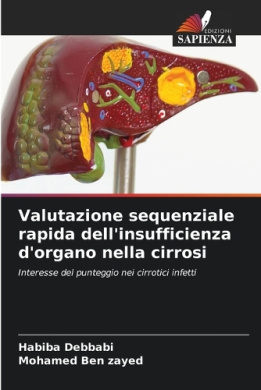 EDIZIONI
SAPIENZA
Valutazione sequenziale
rapida dell'insufficienza
d'organo nella cirrosi
Interesse del punteggio nei cirrotici infetti
Habiba Debbabi
Mohamed Ben zayed